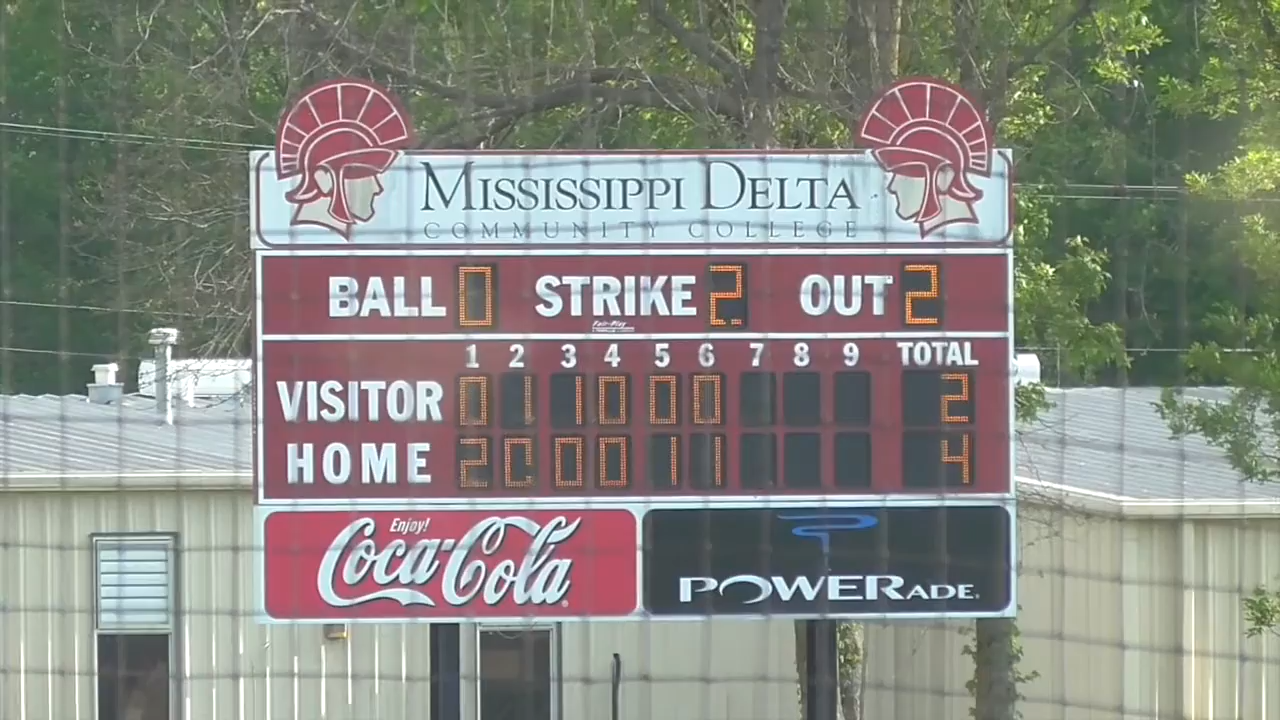 MISSISSIPPI DELTA
COMMUNITY COLLEGE
BALL 0 STRIKE 2 OUT 2
Fair-Play
1 2 3 4 5 6 7 8 9 TOTAL
VISITOR 0 1 1 0 0 0 2
HOME 2 0 0 0 1 1 4
Enjoy!
Coca-Cola
POWERADE